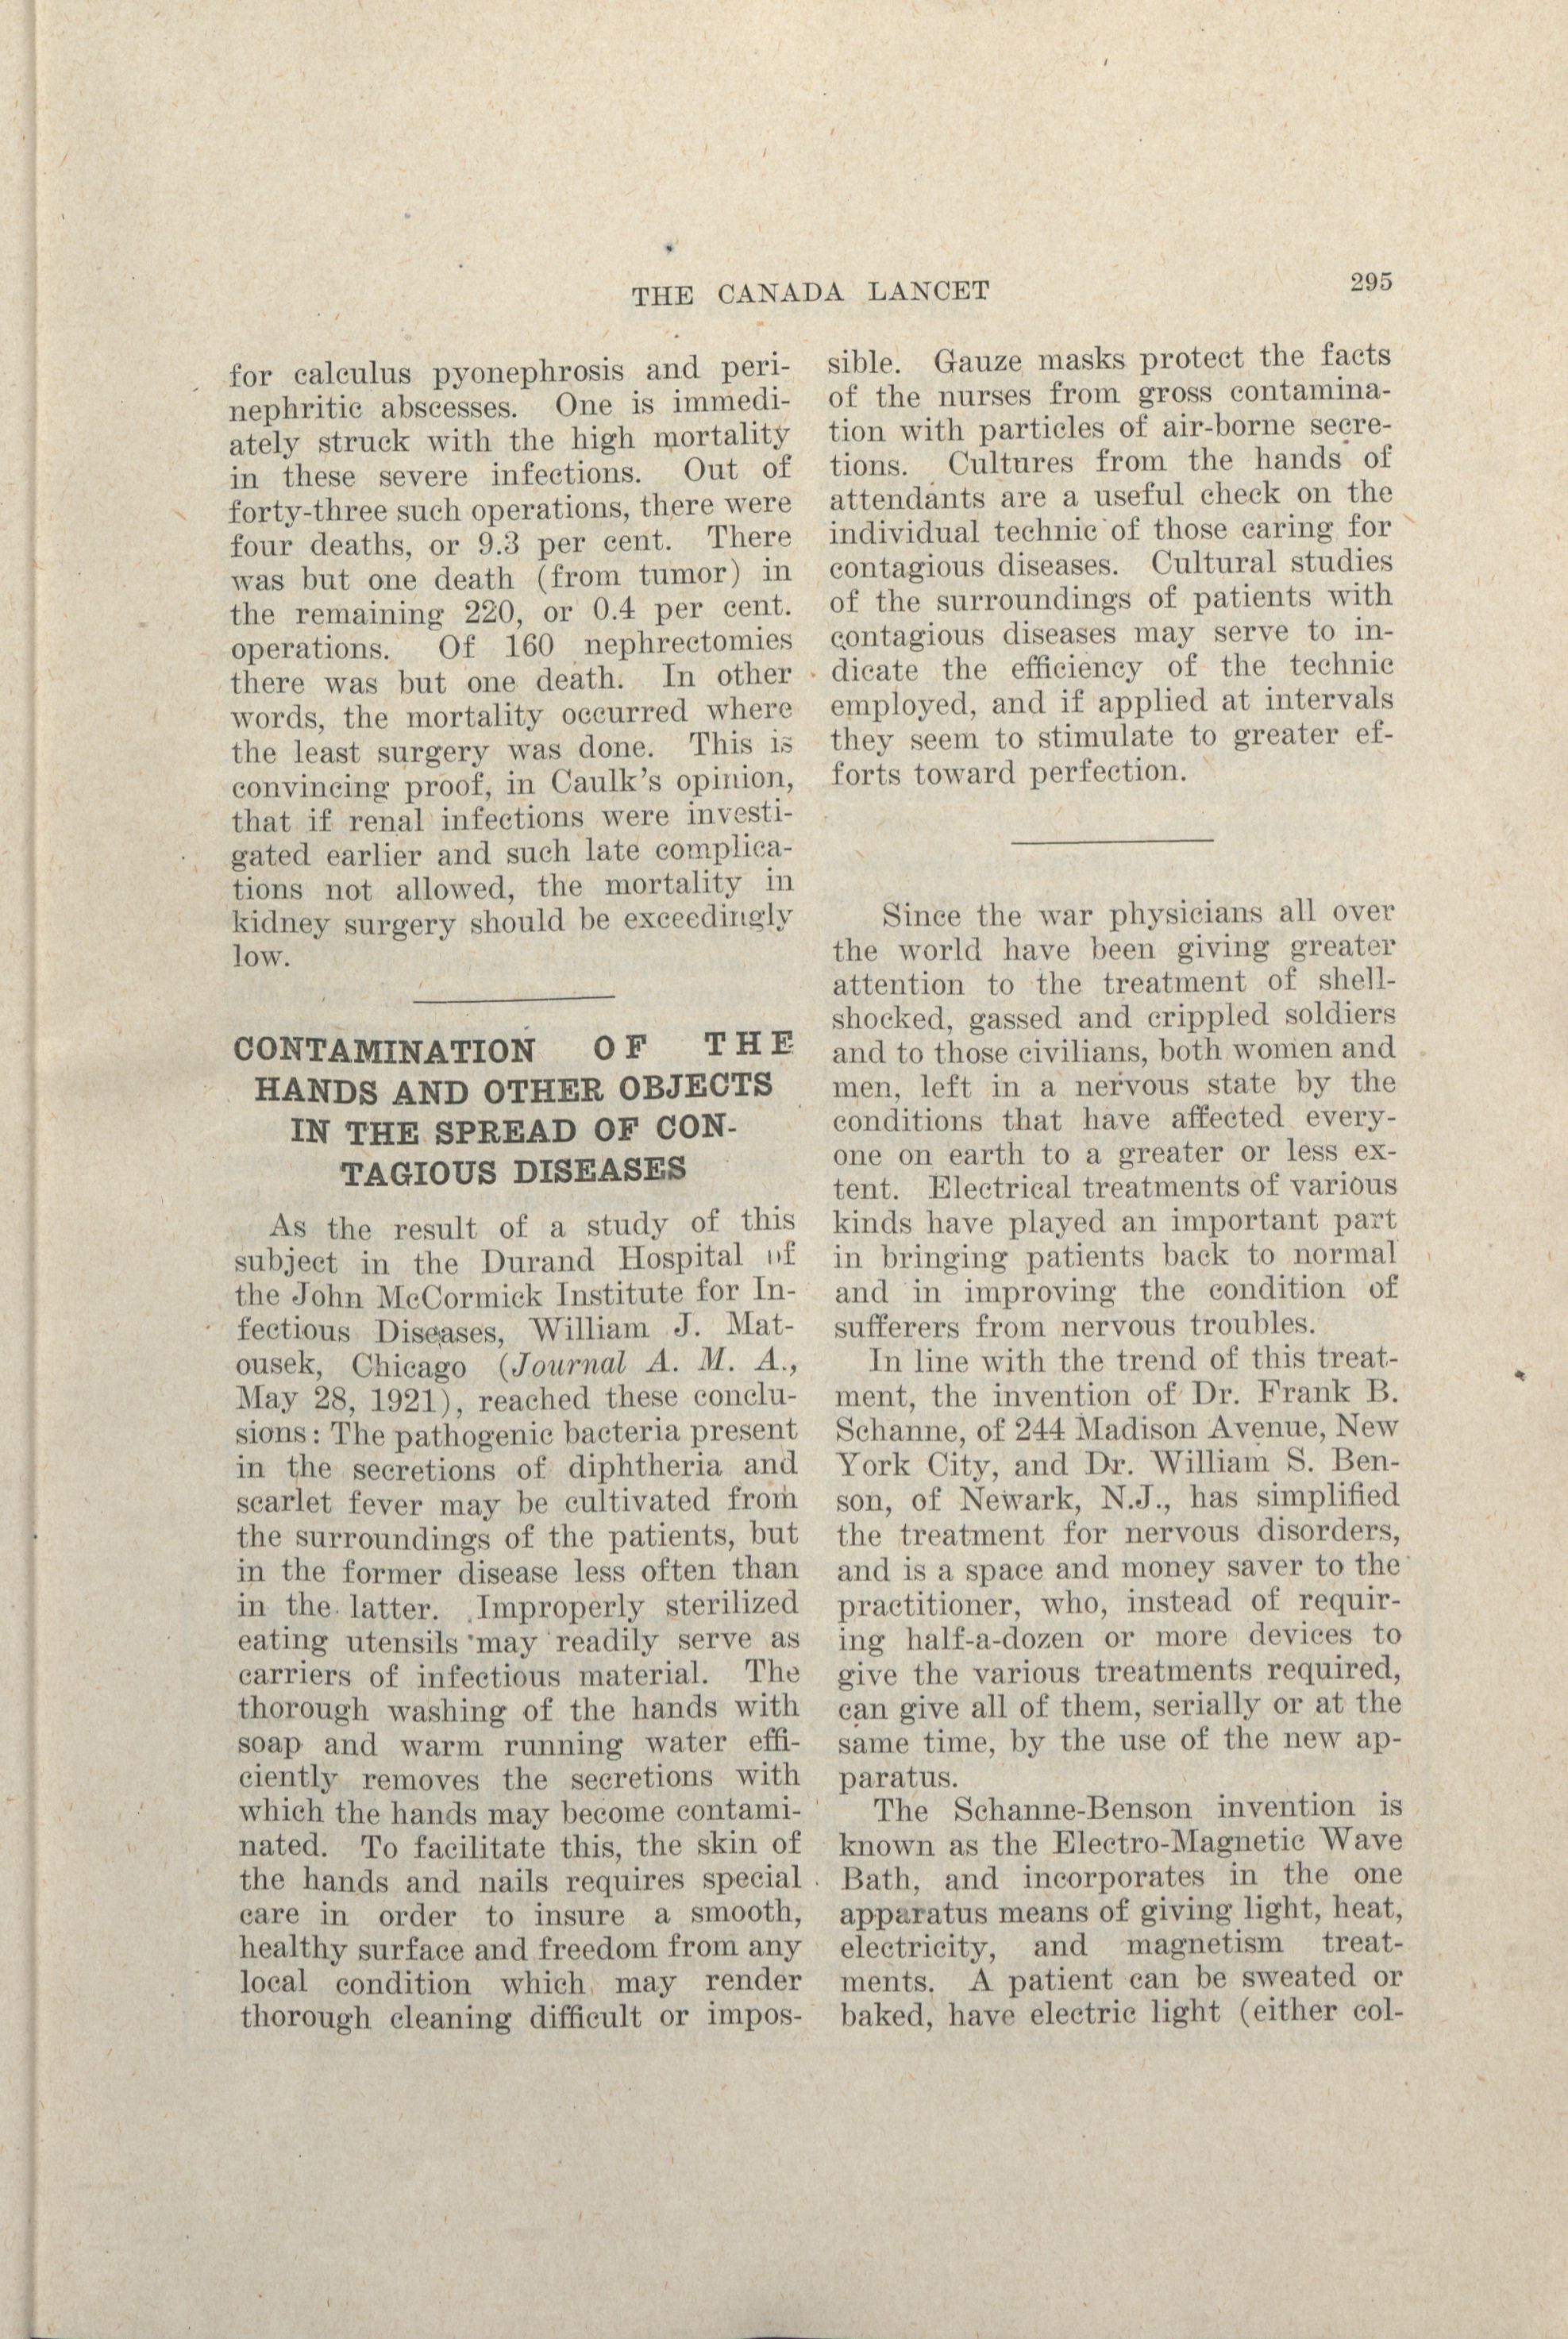 THE CANADA LANCET
295
for calculus pyonephrosis and peri-
nephritic abscesses. One is immedi-
ately struck with the high mortality
in these severe infections. Out of
forty-three such operations, there were
four deaths, or 9.3 per cent. There
was but one death (from tumor) in
the remaining 220, or 0.4 per cent.
operations. Of 160 nephrectomies
there was but one death. In other
words, the mortality occurred where
the least surgery was done. This is
convincing proof, in Caulk's opinion,
that if renal infections were investi-
gated earlier and such late complica-
tions not allowed, the mortality in
kidney surgery should be exceedingly
low.
CONTAMINATION OF THE
HANDS AND OTHER OBJECTS
IN THE SPREAD OF CON-
TAGIOUS DISEASES
As the result of a study of this
subject in the Durand Hospital of
the John McCormick Institute for In-
fectious Diseases, William J. Mat-
ousek, Chicago (Journal A. M. A.,
May 28, 1921), reached these conclu-
sions: The pathogenic bacteria present
in the secretions of diphtheria and
scarlet fever may be cultivated from
the surroundings of the patients, but
in the former disease less often than
in the latter. Improperly sterilized
eating utensils may readily serve as
carriers of infectious material. The
thorough washing of the hands with
soap and warm running water effi-
ciently removes the secretions with
which the hands may become contami-
nated. To facilitate this, the skin of
the hands and nails requires special
care in order to insure a smooth,
healthy surface and freedom from any
local condition which may render
thorough cleaning difficult or impos-
sible. Gauze masks protect the facts
of the nurses from gross contamina-
tion with particles of air-borne secre-
tions. Cultures from the hands of
attendants are a useful check on the
individual technic of those caring for
contagious diseases. Cultural studies
of the surroundings of patients with
contagious diseases may serve to in-
dicate the efficiency of the technic
employed, and if applied at intervals
they seem to stimulate to greater ef-
forts toward perfection.
Since the war physicians all over
the world have been giving greater
attention to the treatment of shell-
shocked, gassed and crippled soldiers
and to those civilians, both women and
men, left in a nervous state by the
conditions that have affected every-
one on earth to a greater or less ex-
tent. Electrical treatments of various
kinds have played an important part
in bringing patients back to normal
and in improving the condition of
sufferers from nervous troubles.
In line with the trend of this treat-
ment, the invention of Dr. Frank B.
Schanne, of 244 Madison Avenue, New
York City, and Dr. William S. Ben-
son, of Newark, N.J., has simplified
the treatment for nervous disorders,
and is a space and money saver to the
practitioner, who, instead of requir-
ing half-a-dozen or more devices to
give the various treatments required,
can give all of them, serially or at the
same time, by the use of the new ap-
paratus.
The Schanne-Benson invention is
known as the Electro-Magnetic Wave
Bath, and incorporates in the one
apparatus means of giving light, heat,
electricity, and magnetism treat-
ments. A patient can be sweated or
baked, have electric light (either col-